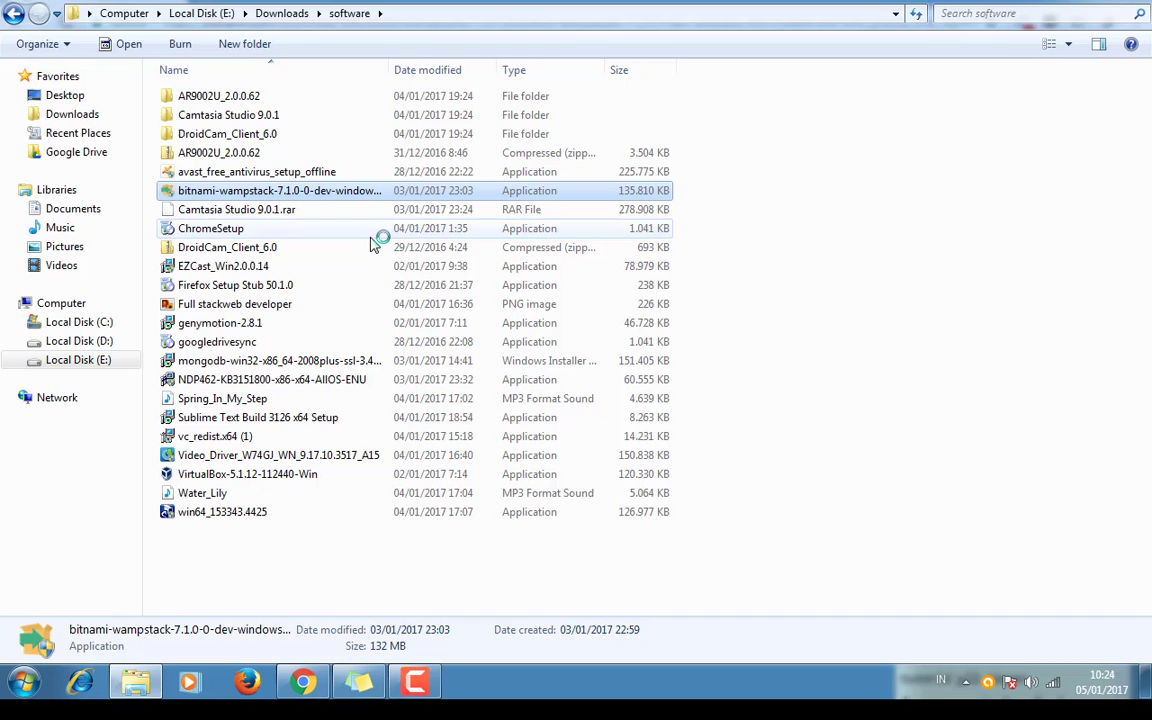 Computer Local Disk (E:) Downloads software Search software
Organize Open Burn New folder
Name Date modified Type Size
Favorites
Desktop
Downloads
Recent Places
Google Drive
Libraries
Documents
Music
Pictures
Videos
Computer
Local Disk (C:)
Local Disk (D:)
Local Disk (E:)
Network
AR9002U_2.0.0.62 04/01/2017 19:24 File folder
Camtasia Studio 9.0.1 04/01/2017 19:24 File folder
DroidCam_Client_6.0 04/01/2017 19:24 File folder
AR9002U_2.0.0.62 31/12/2016 8:46 Compressed (zipp... 3.504 KB
avast_free_antivirus_setup_offline 28/12/2016 22:22 Application 225.775 KB
bitnami-wampstack-7.1.0-0-dev-window... 03/01/2017 23:03 Application 135.810 KB
Camtasia Studio 9.0.1.rar 03/01/2017 23:24 RAR File 278.908 KB
ChromeSetup 04/01/2017 1:35 Application 1.041 KB
DroidCam_Client_6.0 29/12/2016 4:24 Compressed (zipp... 693 KB
EZCast_Win2.0.0.14 02/01/2017 9:38 Application 78.979 KB
Firefox Setup Stub 50.1.0 28/12/2016 21:37 Application 238 KB
Full stackweb developer 04/01/2017 16:36 PNG image 226 KB
genymotion-2.8.1 02/01/2017 7:11 Application 46.728 KB
googledrivesync 28/12/2016 22:08 Application 1.041 KB
mongodb-win32-x86_64-2008plus-ssl-3.4... 03/01/2017 14:41 Windows Installer ... 151.405 KB
NDP462-KB3151800-x86-x64-AllOS-ENU 03/01/2017 23:32 Application 60.555 KB
Spring_In_My_Step 04/01/2017 17:02 MP3 Format Sound 4.639 KB
Sublime Text Build 3126 x64 Setup 04/01/2017 18:54 Application 8.263 KB
vc_redist.x64 (1) 04/01/2017 15:18 Application 14.231 KB
Video_Driver_W74GJ_WN_9.17.10.3517_A15 04/01/2017 16:40 Application 150.838 KB
VirtualBox-5.1.12-112440-Win 02/01/2017 7:14 Application 120.330 KB
Water_Lily 04/01/2017 17:04 MP3 Format Sound 5.064 KB
win64_153343.4425 04/01/2017 17:07 Application 126.977 KB
bitnami-wampstack-7.1.0-0-dev-windows... Date modified: 03/01/2017 23:03 Date created: 03/01/2017 22:59
Application Size: 132 MB
IN 10:24
05/01/2017